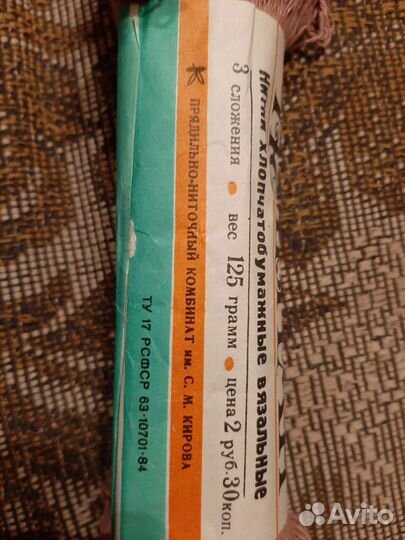 Нитки хлопчатобумажные вязальные
3 сложения • вес 125 грамм • цена 2 руб. 30 коп.
ПРЯДИЛЬНО-НИТОЧНЫЙ КОМБИНАТ им. С. М. КИРОВА
ТУ 17 РСФСР 63-10701-84
Avito